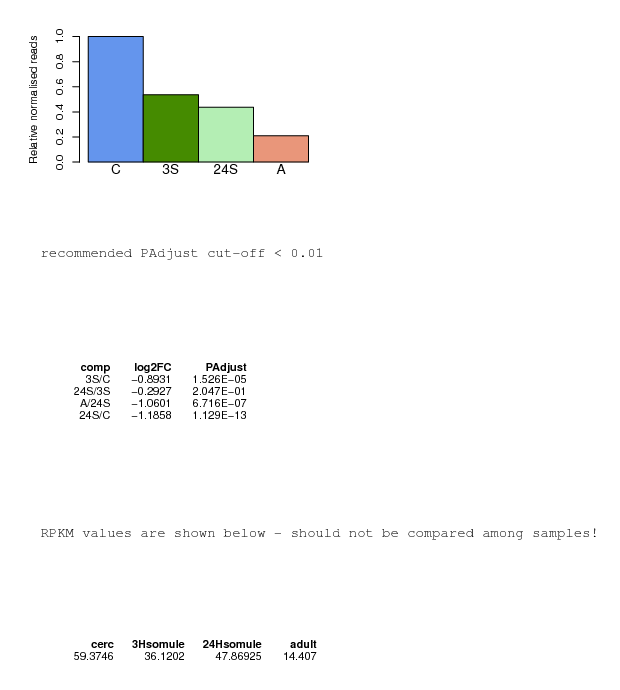 Relative normalised reads
1.0
0.8
0.6
0.4
0.2
0.0
C 3S 24S A
recommended PAdjust cut-off < 0.01
comp log2FC PAdjust
3S/C −0.8931 1.526E−05
24S/3S −0.2927 2.047E−01
A/24S −1.0601 6.716E−07
24S/C −1.1858 1.129E−13
RPKM values are shown below - should not be compared among samples!
cerc 3Hsomule 24Hsomule adult
59.3746 36.1202 47.86925 14.407